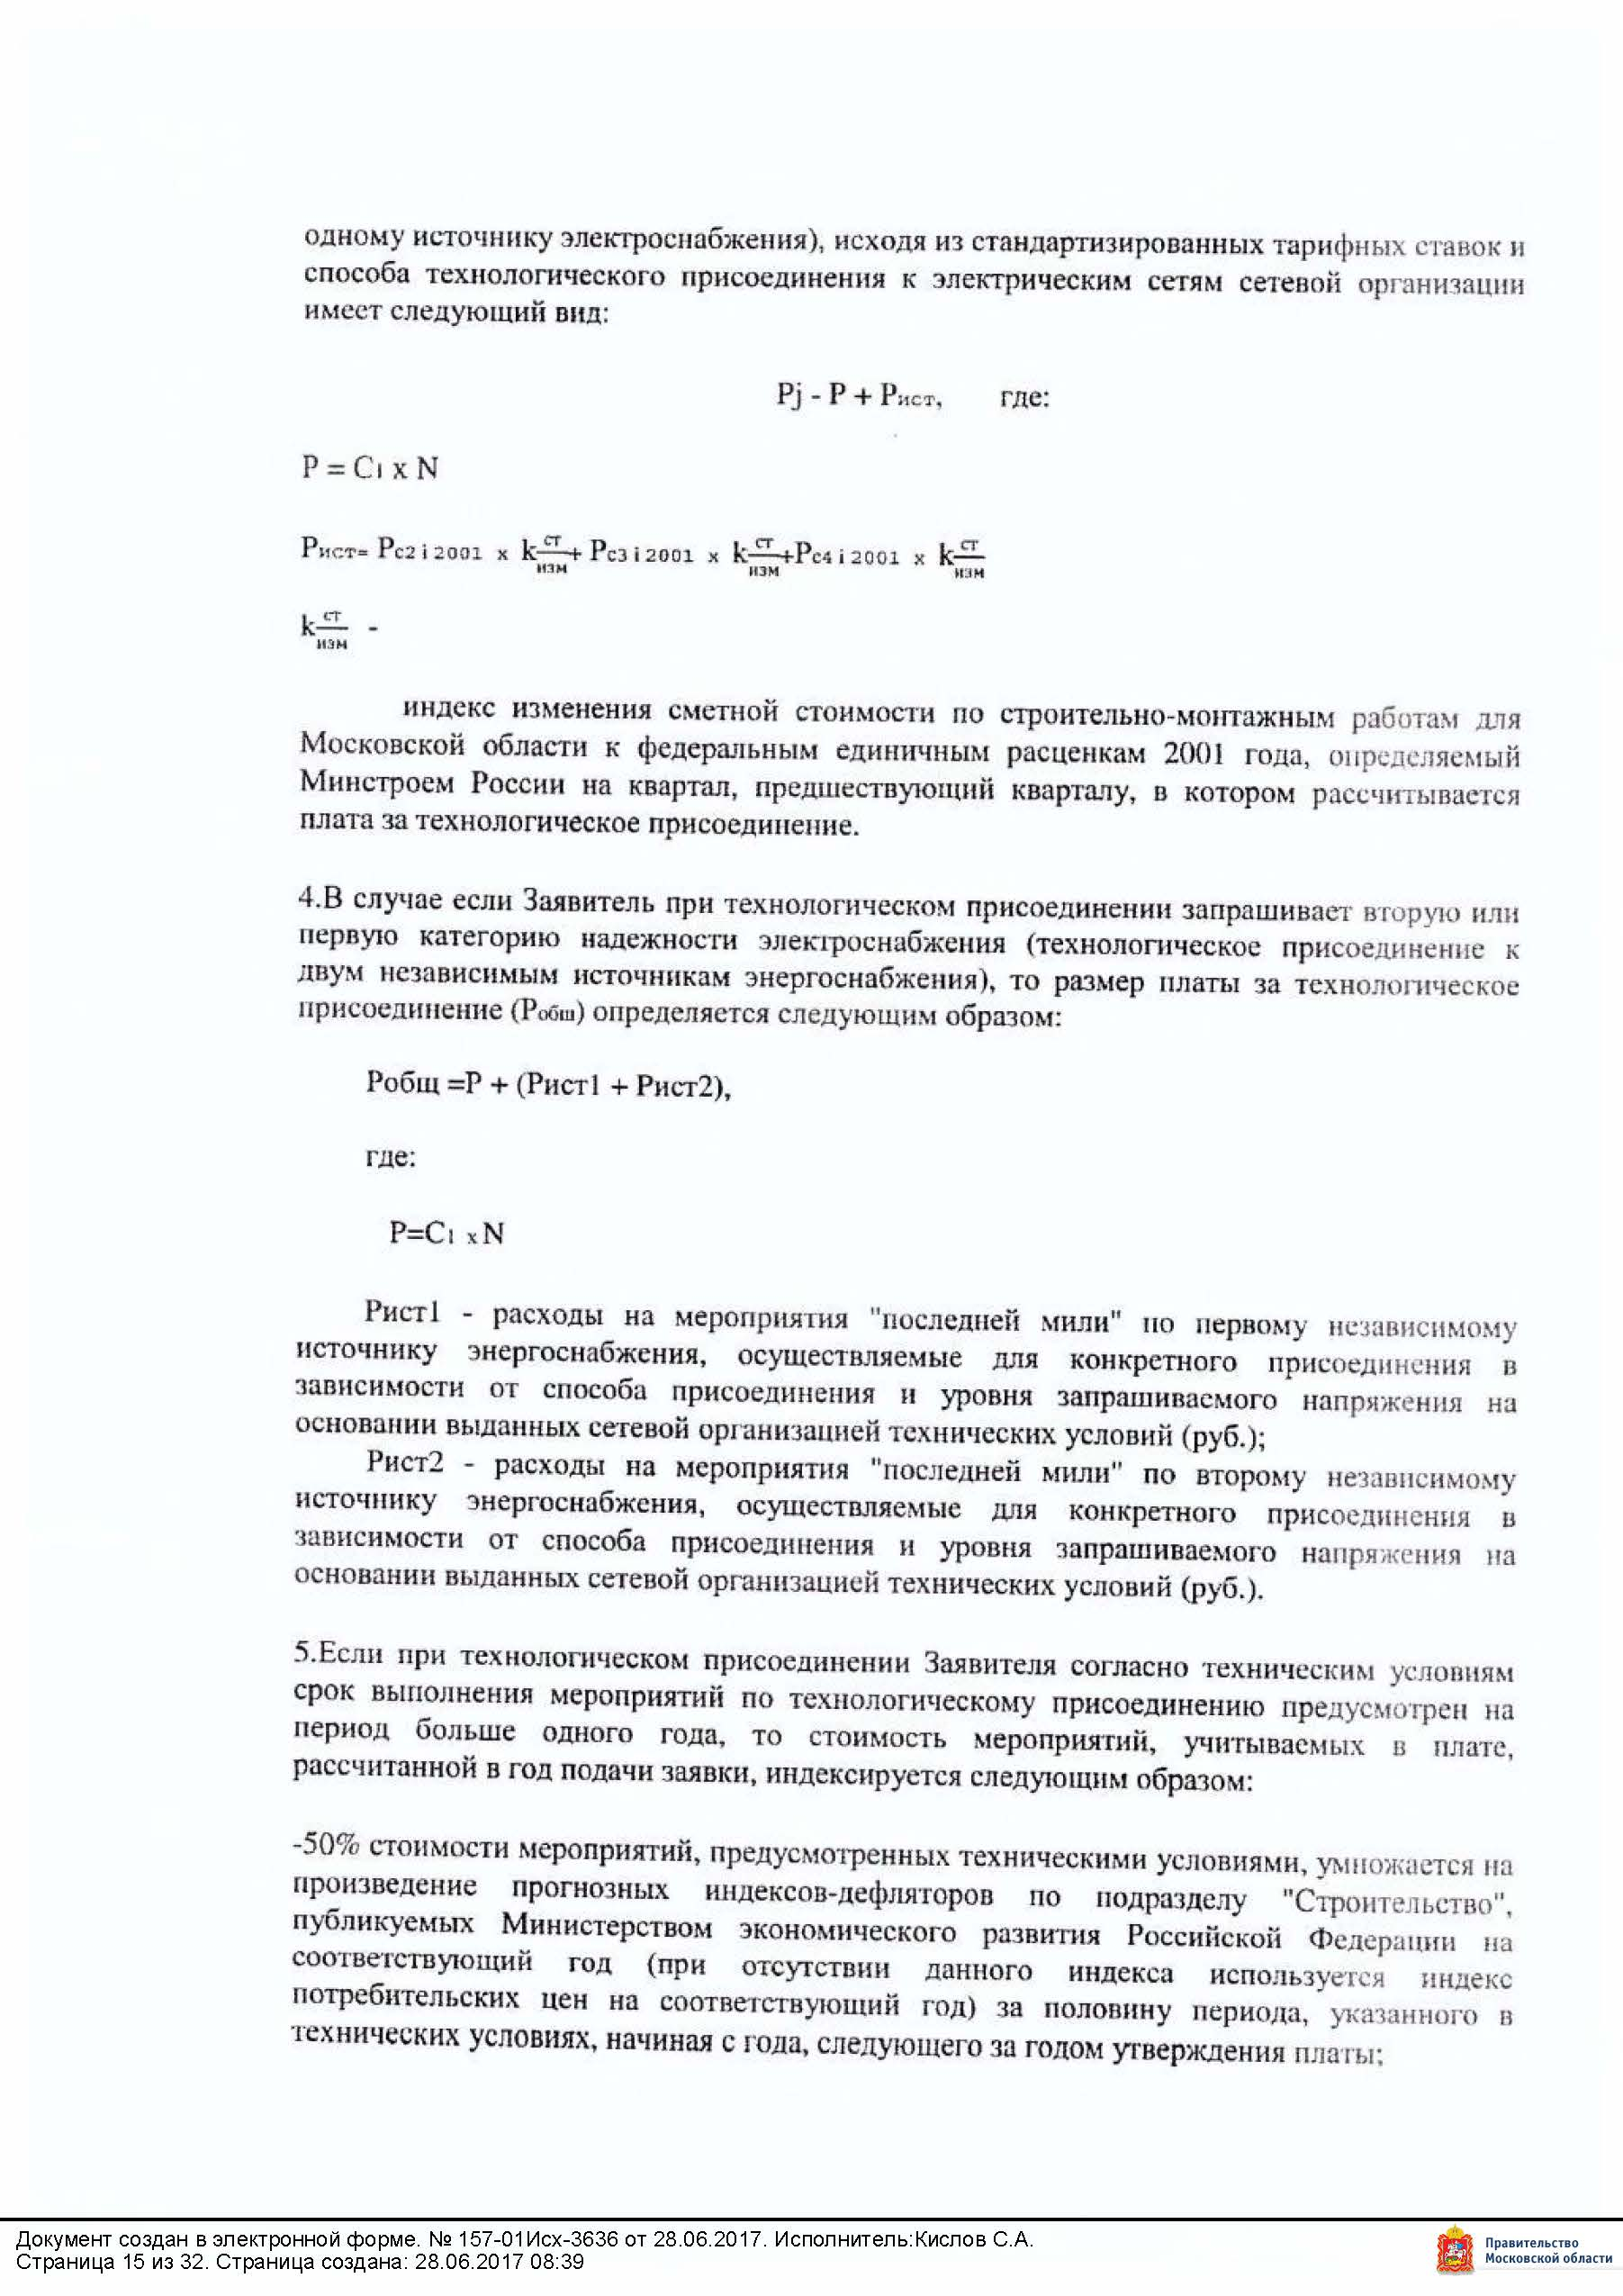 одному источнику электроснабжения), исходя из стандартизированных тарифных ставок и
способа технологического присоединения к электрическим сетям сетевой организации
имеет следующий вид:
Pj - P + Pист, где:
P = C1 x N
Pист= Pc2 i 2001 x k ст/изм + Pc3 i 2001 x k ст/изм +Pc4 i 2001 x k ст/изм
k ст/изм -
индекс изменения сметной стоимости по строительно-монтажным работам для
Московской области к федеральным единичным расценкам 2001 года, определяемый
Минстроем России на квартал, предшествующий кварталу, в котором рассчитывается
плата за технологическое присоединение.
4.В случае если Заявитель при технологическом присоединении запрашивает вторую или
первую категорию надежности электроснабжения (технологическое присоединение к
двум независимым источникам энергоснабжения), то размер платы за технологическое
присоединение (Pобщ) определяется следующим образом:
Pобщ =P + (Pист1 + Pист2),
где:
P=C1 x N
Pист1 - расходы на мероприятия "последней мили" по первому независимому
источнику энергоснабжения, осуществляемые для конкретного присоединения в
зависимости от способа присоединения и уровня запрашиваемого напряжения на
основании выданных сетевой организацией технических условий (руб.);
Pист2 - расходы на мероприятия "последней мили" по второму независимому
источнику энергоснабжения, осуществляемые для конкретного присоединения в
зависимости от способа присоединения и уровня запрашиваемого напряжения на
основании выданных сетевой организацией технических условий (руб.).
5.Если при технологическом присоединении Заявителя согласно техническим условиям
срок выполнения мероприятий по технологическому присоединению предусмотрен на
период больше одного года, то стоимость мероприятий, учитываемых в плате,
рассчитанной в год подачи заявки, индексируется следующим образом:
-50% стоимости мероприятий, предусмотренных техническими условиями, умножается на
произведение прогнозных индексов-дефляторов по подразделу "Строительство",
публикуемых Министерством экономического развития Российской Федерации на
соответствующий год (при отсутствии данного индекса используется индекс
потребительских цен на соответствующий год) за половину периода, указанного в
технических условиях, начиная с года, следующего за годом утверждения платы;
Документ создан в электронной форме. № 157-01Исх-3636 от 28.06.2017. Исполнитель:Кислов С.А.
Страница 15 из 32. Страница создана: 28.06.2017 08:39
Правительство
Московской области